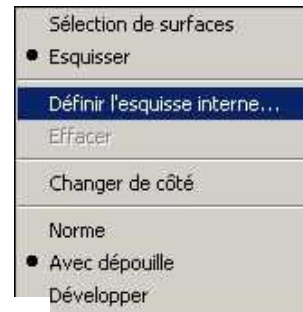 Sélection de surfaces
Esquisser
Définir l'esquisse interne...
Effacer
Changer de côté
Norme
Avec dépouille
Développer